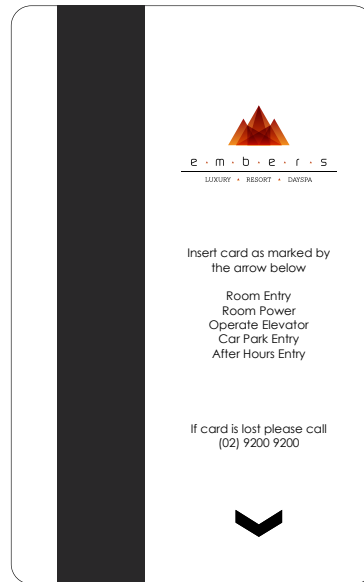 e·m·b·e·r·s
LUXURY • RESORT • DAYSPA
Insert card as marked by
the arrow below
Room Entry
Room Power
Operate Elevator
Car Park Entry
After Hours Entry
If card is lost please call
(02) 9200 9200